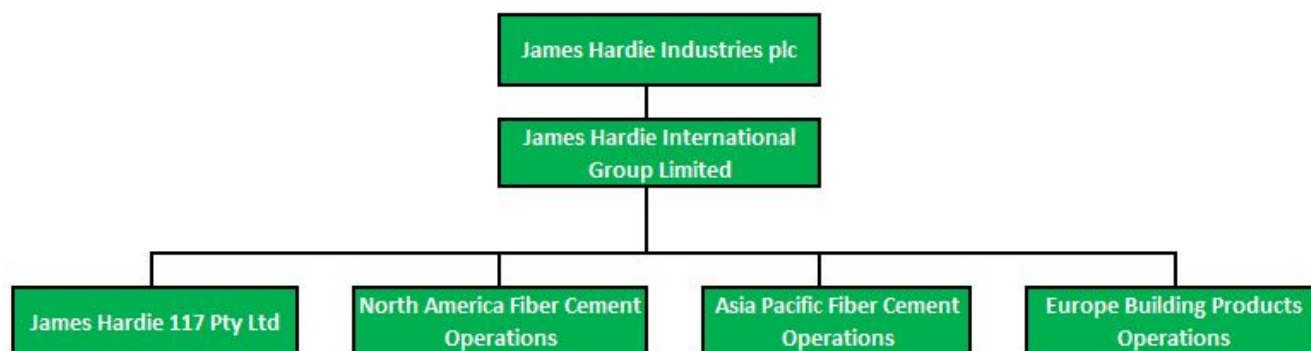 James Hardie Industries plc
James Hardie International
Group Limited
James Hardie 117 Pty Ltd
North America Fiber Cement
Operations
Asia Pacific Fiber Cement
Operations
Europe Building Products
Operations